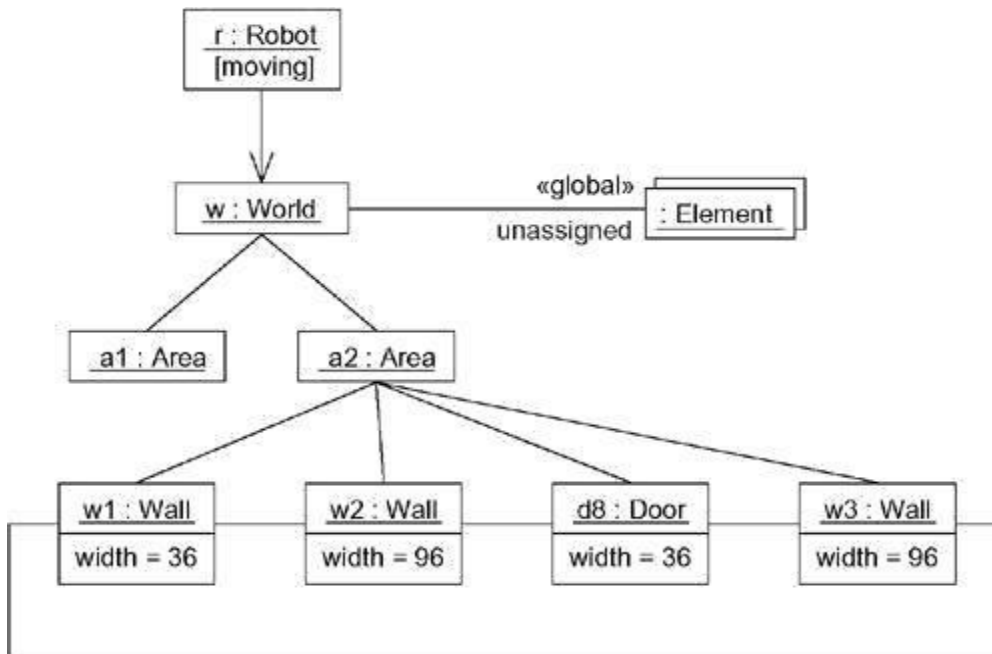 r : Robot
[moving]
«global»
w : World
: Element
unassigned
a1 : Area
a2 : Area
w1 : Wall
w2 : Wall
d8 : Door
w3 : Wall
width = 36
width = 96
width = 36
width = 96